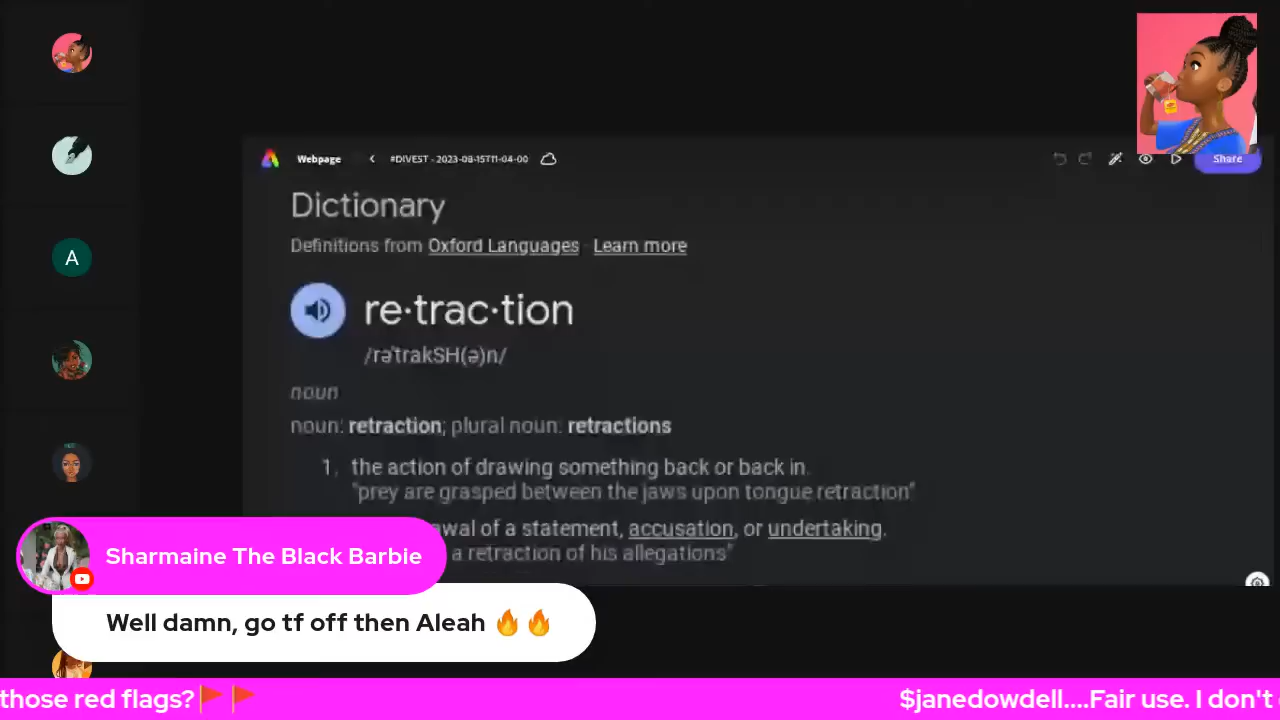 Webpage
#DIVEST - 2023-08-15T11-04-00
Share
Dictionary
Definitions from Oxford Languages Learn more
A
re·trac·tion
/rəˈtrakSH(ə)n/
noun
noun: retraction; plural noun: retractions
1. the action of drawing something back or back in.
"prey are grasped between the jaws upon tongue retraction"
awal of a statement, accusation, or undertaking.
a retraction of his allegations"
Sharmaine The Black Barbie
Well damn, go tf off then Aleah 🔥🔥
those red flags?🚩🚩 $janedowdell....Fair use. I don't